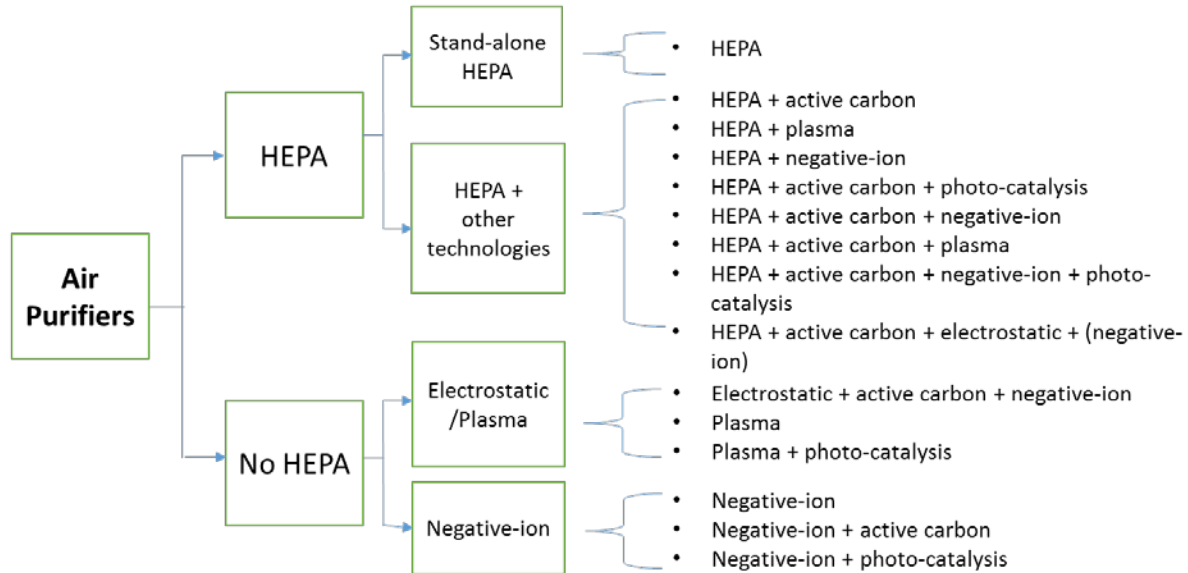 Air
Purifiers
HEPA
No HEPA
Stand-alone
HEPA
HEPA +
other
technologies
Electrostatic
/Plasma
Negative-ion
• HEPA
• HEPA + active carbon
• HEPA + plasma
• HEPA + negative-ion
• HEPA + active carbon + photo-catalysis
• HEPA + active carbon + negative-ion
• HEPA + active carbon + plasma
• HEPA + active carbon + negative-ion + photo-
catalysis
• HEPA + active carbon + electrostatic + (negative-
ion)
• Electrostatic + active carbon + negative-ion
• Plasma
• Plasma + photo-catalysis
• Negative-ion
• Negative-ion + active carbon
• Negative-ion + photo-catalysis